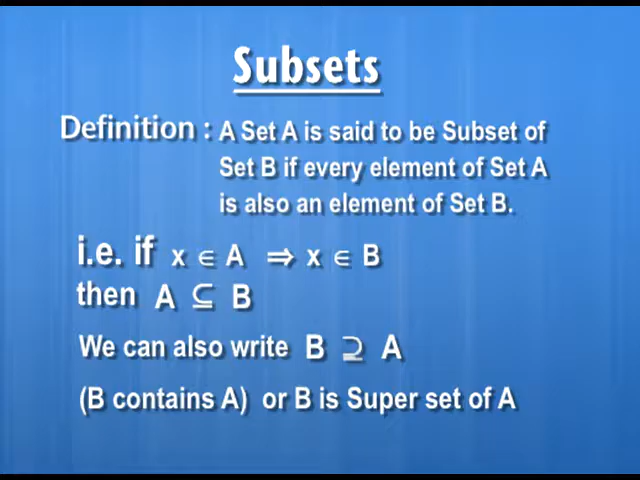 Subsets
Definition : A Set A is said to be Subset of
Set B if every element of Set A
is also an element of Set B.
i.e. if x ∈ A ⇒ x ∈ B
then A ⊆ B
We can also write B ⊇ A
(B contains A) or B is Super set of A